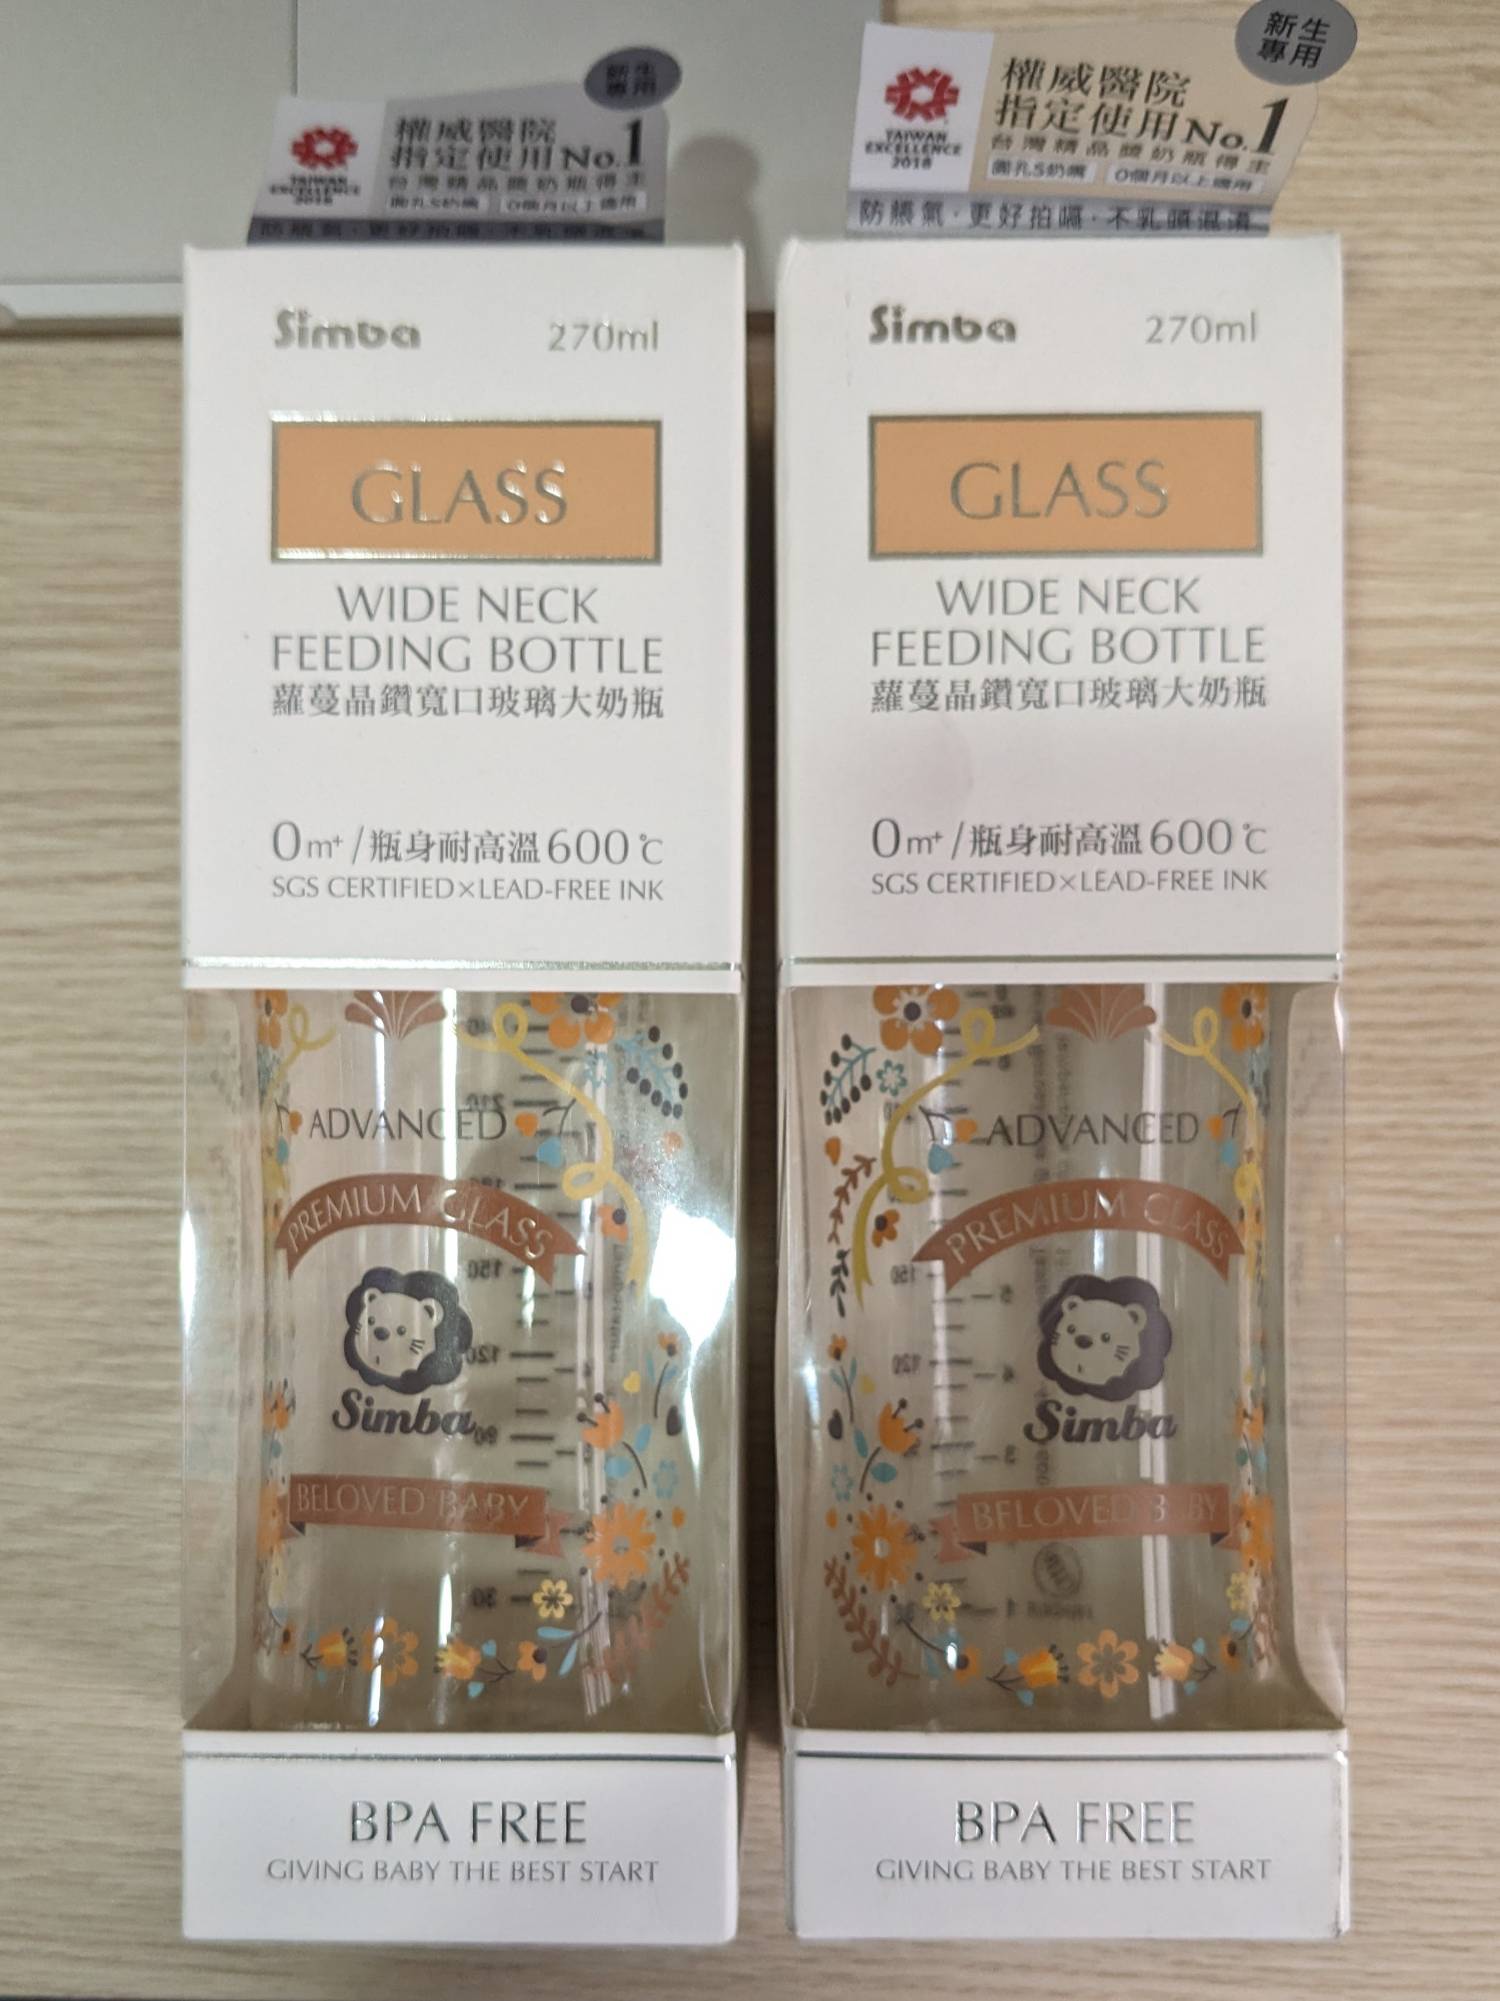 新生
專用
權威醫院
指定使用No.1
台灣精品獎奶瓶得主
圓孔S奶嘴 0個月以上適用
TAIWAN
EXCELLENCE
2018
防脹氣·更好拍嗝·不乳頭混淆
Simba 270ml
GLASS
WIDE NECK
FEEDING BOTTLE
蘿蔓晶鑽寬口玻璃大奶瓶
0m+/瓶身耐高溫600℃
SGS CERTIFIED×LEAD-FREE INK
ADVANCED
PREMIUM GLASS
Simba
BELOVED BABY
210
150
120
90
30
BPA FREE
GIVING BABY THE BEST START
新生
專用
權威醫院
指定使用No.1
台灣精品獎奶瓶得主
圓孔S奶嘴 0個月以上適用
TAIWAN
EXCELLENCE
2018
防脹氣·更好拍嗝·不乳頭混淆
Simba 270ml
GLASS
WIDE NECK
FEEDING BOTTLE
蘿蔓晶鑽寬口玻璃大奶瓶
0m+/瓶身耐高溫600℃
SGS CERTIFIED×LEAD-FREE INK
ADVANCED
PREMIUM GLASS
Simba
BELOVED BABY
150
120
BPA FREE
GIVING BABY THE BEST START